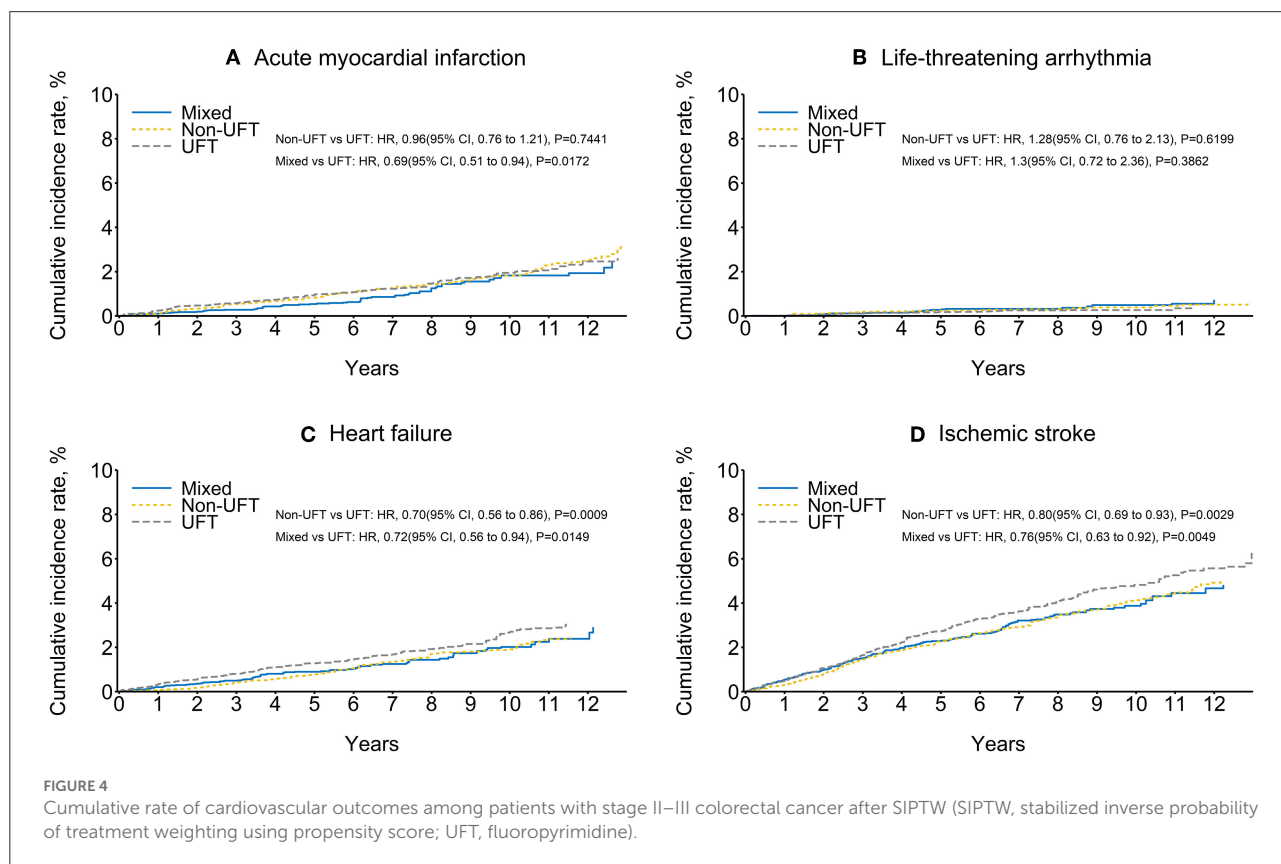 A Acute myocardial infarction
Cumulative incidence rate, %
10
8
6
4
2
0
Mixed
Non-UFT
UFT
Non-UFT vs UFT: HR, 0.96(95% CI, 0.76 to 1.21), P=0.7441
Mixed vs UFT: HR, 0.69(95% CI, 0.51 to 0.94), P=0.0172
0 1 2 3 4 5 6 7 8 9 10 11 12
Years
B Life-threatening arrhythmia
Cumulative incidence rate, %
10
8
6
4
2
0
Mixed
Non-UFT
UFT
Non-UFT vs UFT: HR, 1.28(95% CI, 0.76 to 2.13), P=0.6199
Mixed vs UFT: HR, 1.3(95% CI, 0.72 to 2.36), P=0.3862
0 1 2 3 4 5 6 7 8 9 10 11 12
Years
C Heart failure
Cumulative incidence rate, %
10
8
6
4
2
0
Mixed
Non-UFT
UFT
Non-UFT vs UFT: HR, 0.70(95% CI, 0.56 to 0.86), P=0.0009
Mixed vs UFT: HR, 0.72(95% CI, 0.56 to 0.94), P=0.0149
0 1 2 3 4 5 6 7 8 9 10 11 12
Years
D Ischemic stroke
Cumulative incidence rate, %
10
8
6
4
2
0
Mixed
Non-UFT
UFT
Non-UFT vs UFT: HR, 0.80(95% CI, 0.69 to 0.93), P=0.0029
Mixed vs UFT: HR, 0.76(95% CI, 0.63 to 0.92), P=0.0049
0 1 2 3 4 5 6 7 8 9 10 11 12
Years
FIGURE 4
Cumulative rate of cardiovascular outcomes among patients with stage II–III colorectal cancer after SIPTW (SIPTW, stabilized inverse probability
of treatment weighting using propensity score; UFT, fluoropyrimidine).